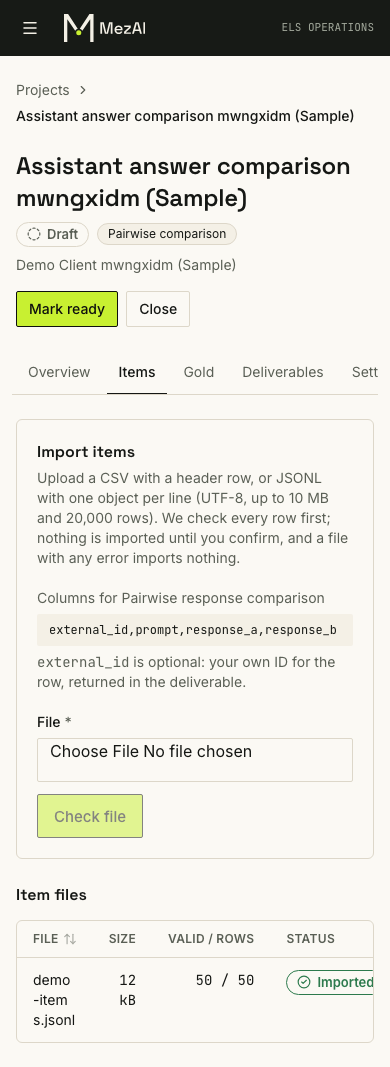 MezAI
ELS OPERATIONS
Projects
Assistant answer comparison mwngxidm (Sample)
Assistant answer comparison
mwngxidm (Sample)
Draft
Pairwise comparison
Demo Client mwngxidm (Sample)
Mark ready
Close
Overview
Items
Gold
Deliverables
Sett
Import items
Upload a CSV with a header row, or JSONL
with one object per line (UTF-8, up to 10 MB
and 20,000 rows). We check every row first;
nothing is imported until you confirm, and a file
with any error imports nothing.
Columns for Pairwise response comparison
external_id,prompt,response_a,response_b
external_id is optional: your own ID for the
row, returned in the deliverable.
File *
Choose File No file chosen
Check file
Item files
FILE SIZE VALID / ROWS STATUS
demo 12 50 / 50 Imported
-item kB
s.jsonl